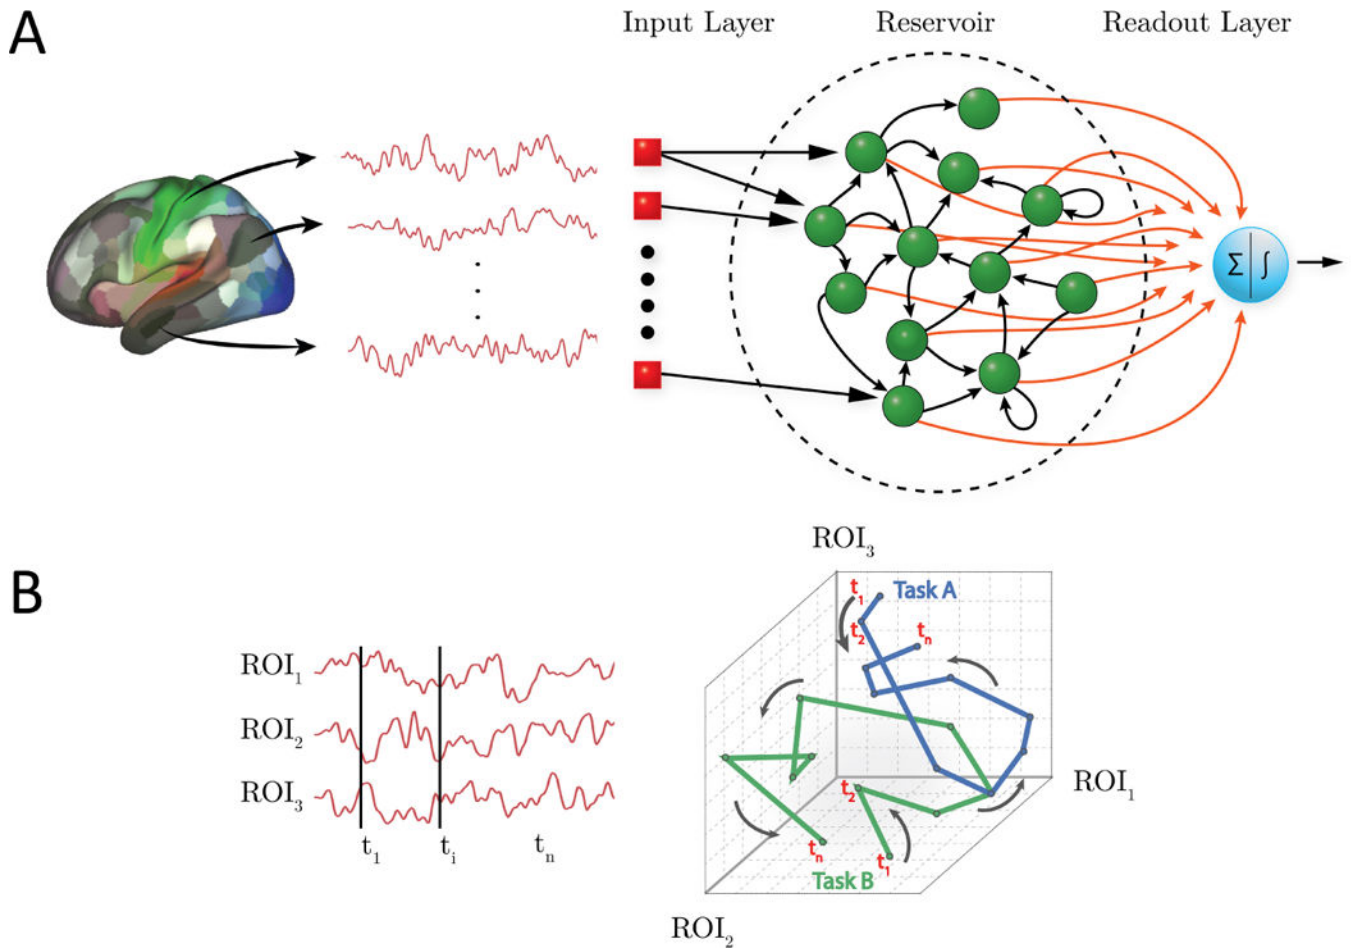 A
Input Layer
Reservoir
Readout Layer
Σ ∫
B
ROI₁
ROI₂
ROI₃
t₁
tᵢ
tₙ
ROI₃
t₁
Task A
t₂
tₙ
ROI₁
t₂
tₙ
t₁
Task B
ROI₂